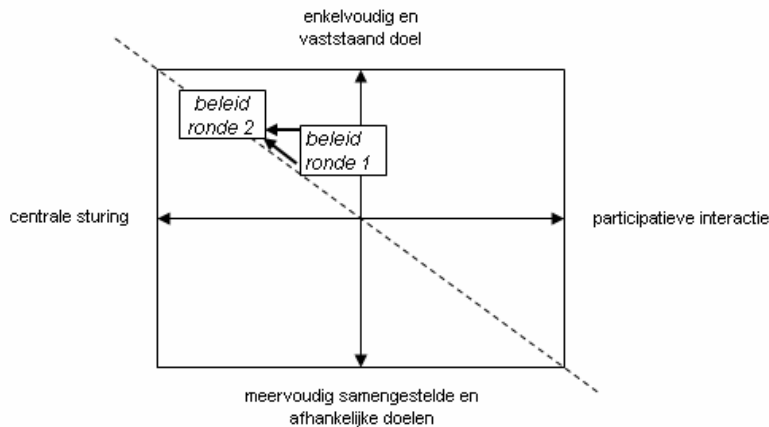 enkelvoudig en
vaststaand doel
beleid
ronde 2
beleid
ronde 1
centrale sturing
participatieve interactie
meervoudig samengestelde en
afhankelijke doelen